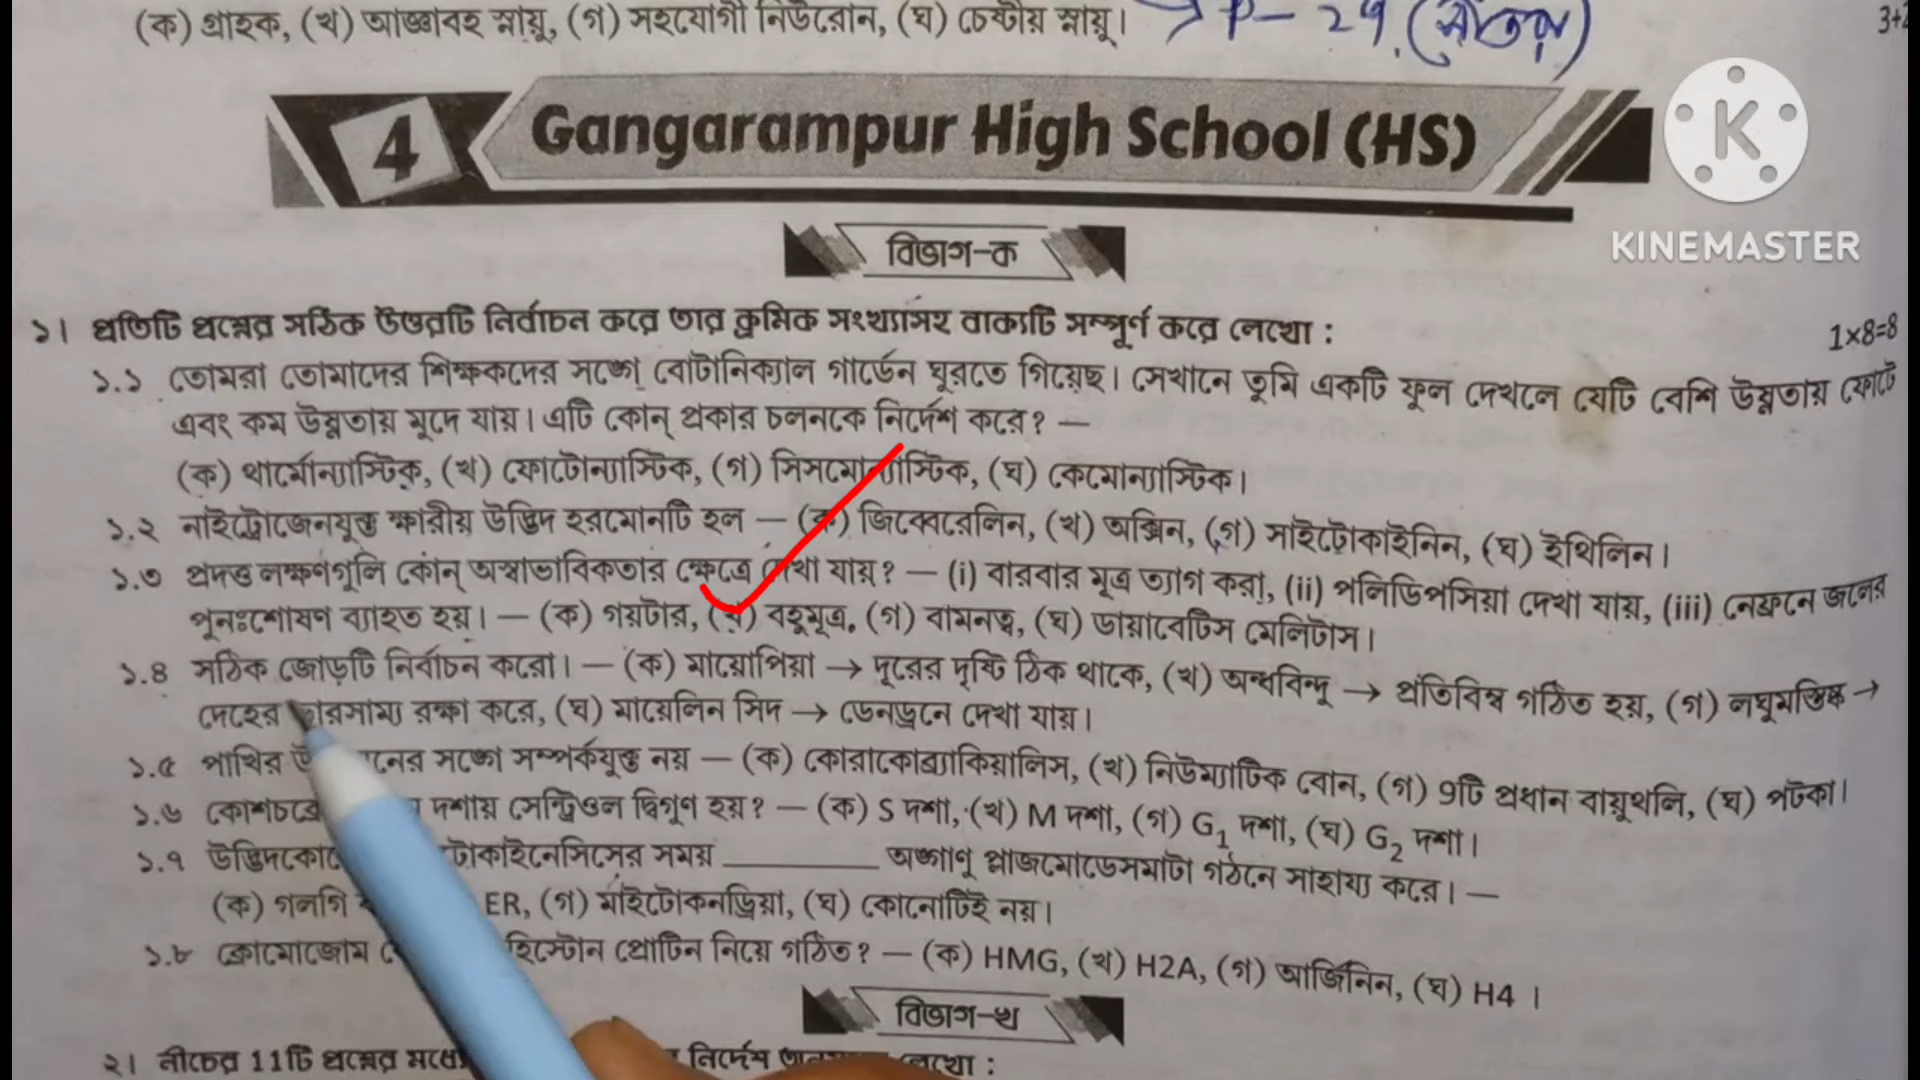 (ক) গ্রাহক, (খ) আজ্ঞাবহ স্নায়ু, (গ) সহযোগী নিউরোন, (ঘ) চেষ্টীয় স্নায়ু। → P - 29.
4 Gangarampur High School (HS)
KINEMASTER
বিভাগ-ক
১। প্রতিটি প্রশ্নের সঠিক উত্তরটি নির্বাচন করে তার ক্রমিক সংখ্যাসহ বাক্যটি সম্পূর্ণ করে লেখো : 1×8=8
১.১ তোমরা তোমাদের শিক্ষকদের সঙ্গে বোটানিক্যাল গার্ডেন ঘুরতে গিয়েছ। সেখানে তুমি একটি ফুল দেখলে যেটি বেশি উষ্ণতায় ফোটে
এবং কম উষ্ণতায় মুদে যায়। এটি কোন্ প্রকার চলনকে নির্দেশ করে? —
(ক) থার্মোন্যাস্টিক, (খ) ফোটোন্যাস্টিক, (গ) সিসমোন্যাস্টিক, (ঘ) কেমোন্যাস্টিক।
১.২ নাইট্রোজেনযুক্ত ক্ষারীয় উদ্ভিদ হরমোনটি হল — (ক) জিব্বেরেলিন, (খ) অক্সিন, (গ) সাইটোকাইনিন, (ঘ) ইথিলিন।
১.৩ প্রদত্ত লক্ষণগুলি কোন্ অস্বাভাবিকতার ক্ষেত্রে দেখা যায়? — (i) বারবার মূত্র ত্যাগ করা, (ii) পলিডিপসিয়া দেখা যায়, (iii) নেফ্রনে জলের
পুনঃশোষণ ব্যাহত হয়। — (ক) গয়টার, (খ) বহুমূত্র, (গ) বামনত্ব, (ঘ) ডায়াবেটিস মেলিটাস।
১.৪ সঠিক জোড়টি নির্বাচন করো। — (ক) মায়োপিয়া → দূরের দৃষ্টি ঠিক থাকে, (খ) অন্ধবিন্দু → প্রতিবিম্ব গঠিত হয়, (গ) লঘুমস্তিষ্ক →
দেহের ভারসাম্য রক্ষা করে, (ঘ) মায়েলিন সিদ → ডেনড্রনে দেখা যায়।
১.৫ পাখির সঙ্গে সম্পর্কযুক্ত নয় — (ক) কোরাকোব্র্যাকিয়ালিস, (খ) নিউম্যাটিক বোন, (গ) 9টি প্রধান বায়ুথলি, (ঘ) পটকা।
১.৬ দশায় সেন্ট্রিওল দ্বিগুণ হয়? — (ক) S দশা, (খ) M দশা, (গ) G₁ দশা, (ঘ) G₂ দশা।
১.৭ সময় ________ অঙ্গাণু প্লাজমোডেসমাটা গঠনে সাহায্য করে। —
(ক) গলগি ER, (গ) মাইটোকনড্রিয়া, (ঘ) কোনোটিই নয়।
১.৮ ক্রোমোজোম হিস্টোন প্রোটিন নিয়ে গঠিত? — (ক) HMG, (খ) H2A, (গ) আর্জিনিন, (ঘ) H4 ।
বিভাগ-খ
২। নীচের 11টি প্রশ্নের নির্দেশ লেখো :